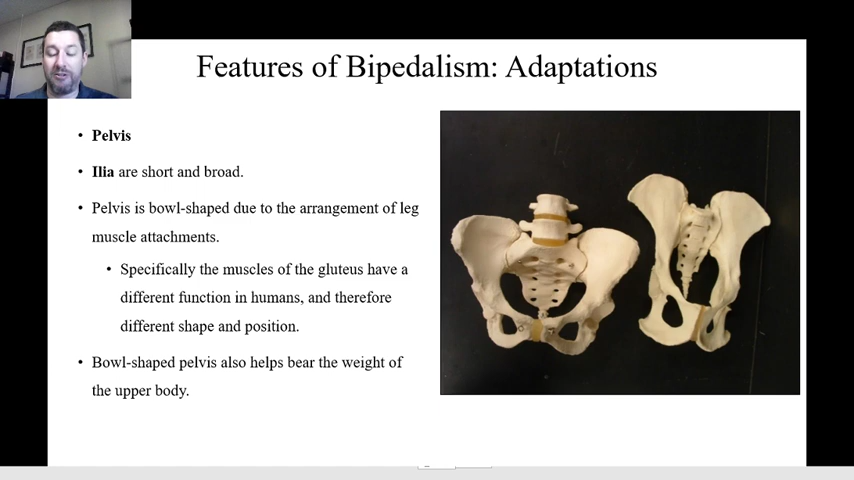 Features of Bipedalism: Adaptations
• Pelvis
• Ilia are short and broad.
• Pelvis is bowl-shaped due to the arrangement of leg
muscle attachments.
• Specifically the muscles of the gluteus have a
different function in humans, and therefore
different shape and position.
• Bowl-shaped pelvis also helps bear the weight of
the upper body.